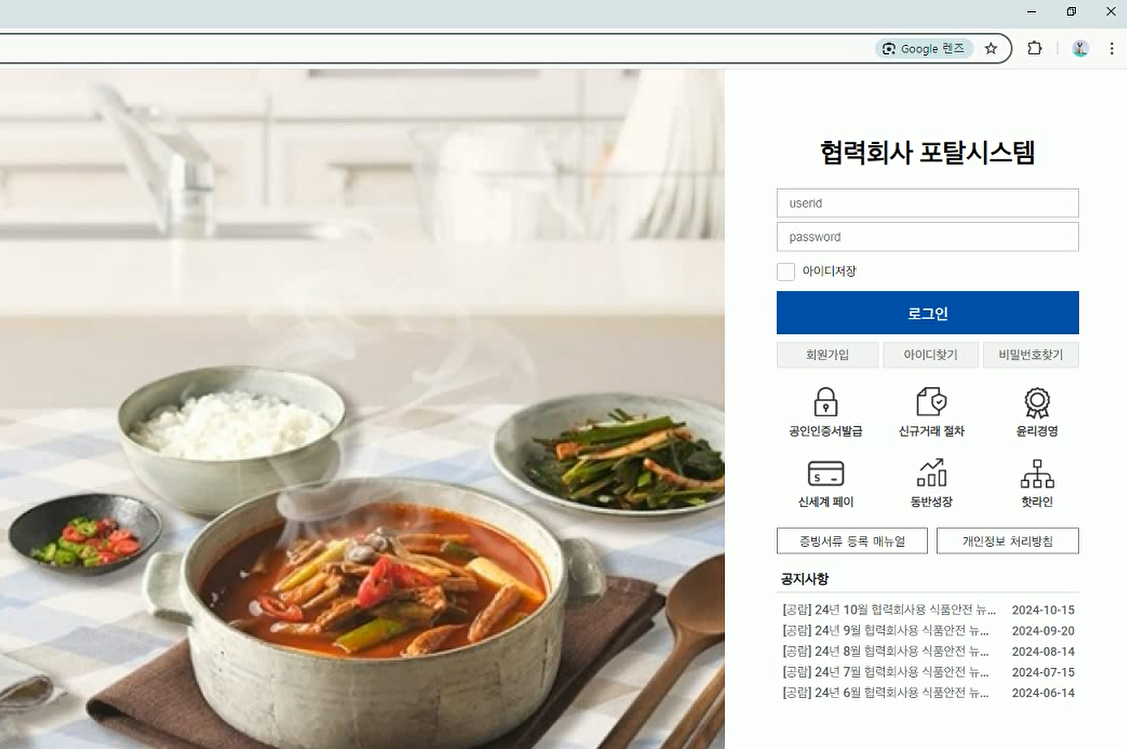 Google 렌즈
협력회사 포탈시스템
userid
password
아이디저장
로그인
회원가입 아이디찾기 비밀번호찾기
공인인증서발급 신규거래 절차 윤리경영
신세계 페이 동반성장 핫라인
증빙서류 등록 매뉴얼 개인정보 처리방침
공지사항
[공람] 24년 10월 협력회사용 식품안전 뉴... 2024-10-15
[공람] 24년 9월 협력회사용 식품안전 뉴... 2024-09-20
[공람] 24년 8월 협력회사용 식품안전 뉴... 2024-08-14
[공람] 24년 7월 협력회사용 식품안전 뉴... 2024-07-15
[공람] 24년 6월 협력회사용 식품안전 뉴... 2024-06-14